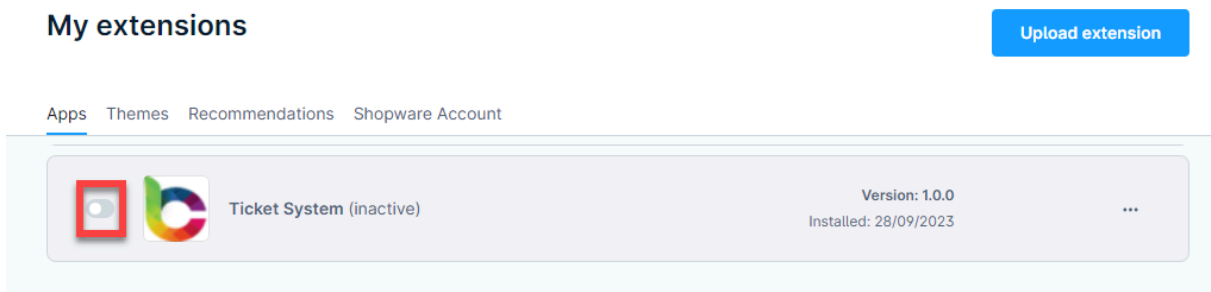 My extensions
Upload extension
Apps Themes Recommendations Shopware Account
Ticket System (inactive)
Version: 1.0.0
Installed: 28/09/2023